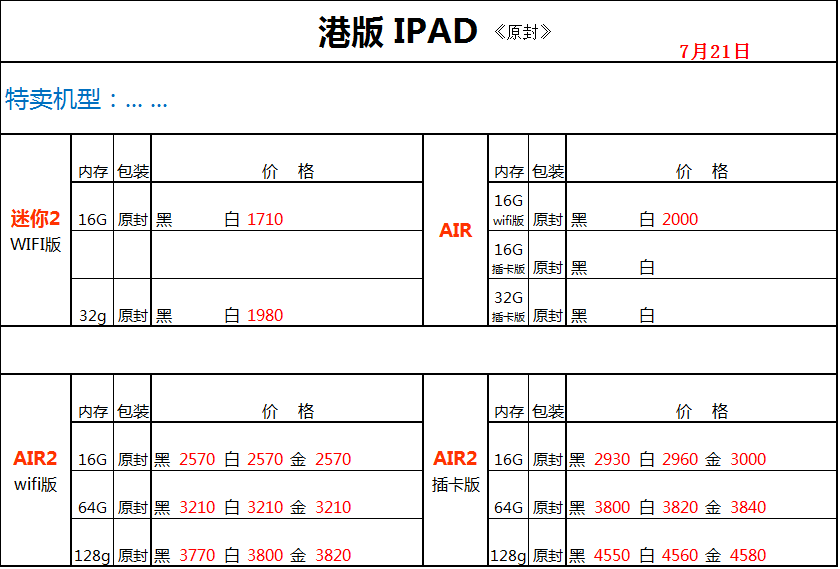 港版 IPAD 《原封》
7月21日
特卖机型：... ...
内存 包装 价 格
迷你2
WIFI版
16G 原封 黑 白 1710
32g 原封 黑 白 1980
内存 包装 价 格
AIR
16G
wifi版 原封 黑 白 2000
16G
插卡版 原封 黑 白
32G
插卡版 原封 黑 白
内存 包装 价 格
AIR2
wifi版
16G 原封 黑 2570 白 2570 金 2570
64G 原封 黑 3210 白 3210 金 3210
128g 原封 黑 3770 白 3800 金 3820
内存 包装 价 格
AIR2
插卡版
16G 原封 黑 2930 白 2960 金 3000
64G 原封 黑 3800 白 3820 金 3840
128g 原封 黑 4550 白 4560 金 4580